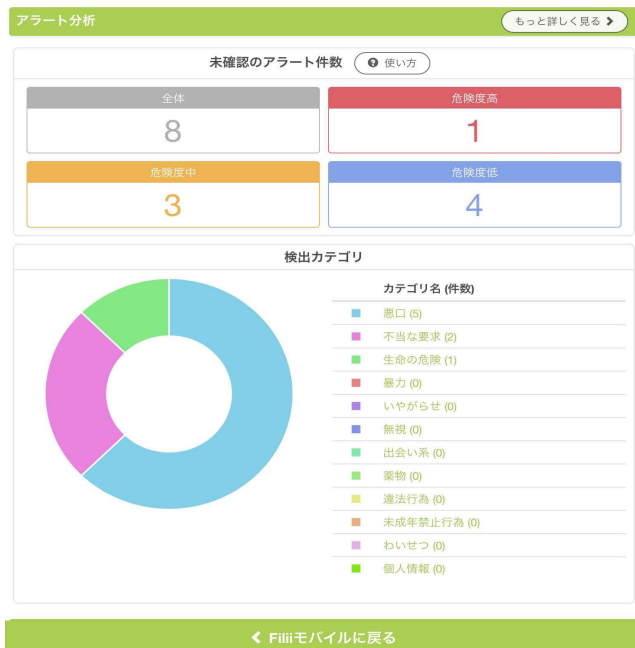 アラート分析
もっと詳しく見る
未確認のアラート件数 使い方
全体
8
危険度高
1
危険度中
3
危険度低
4
検出カテゴリ
カテゴリ名 (件数)
悪口 (5)
不当な要求 (2)
生命の危険 (1)
暴力 (0)
いやがらせ (0)
無視 (0)
出会い系 (0)
薬物 (0)
違法行為 (0)
未成年禁止行為 (0)
わいせつ (0)
個人情報 (0)
Filiiモバイルに戻る